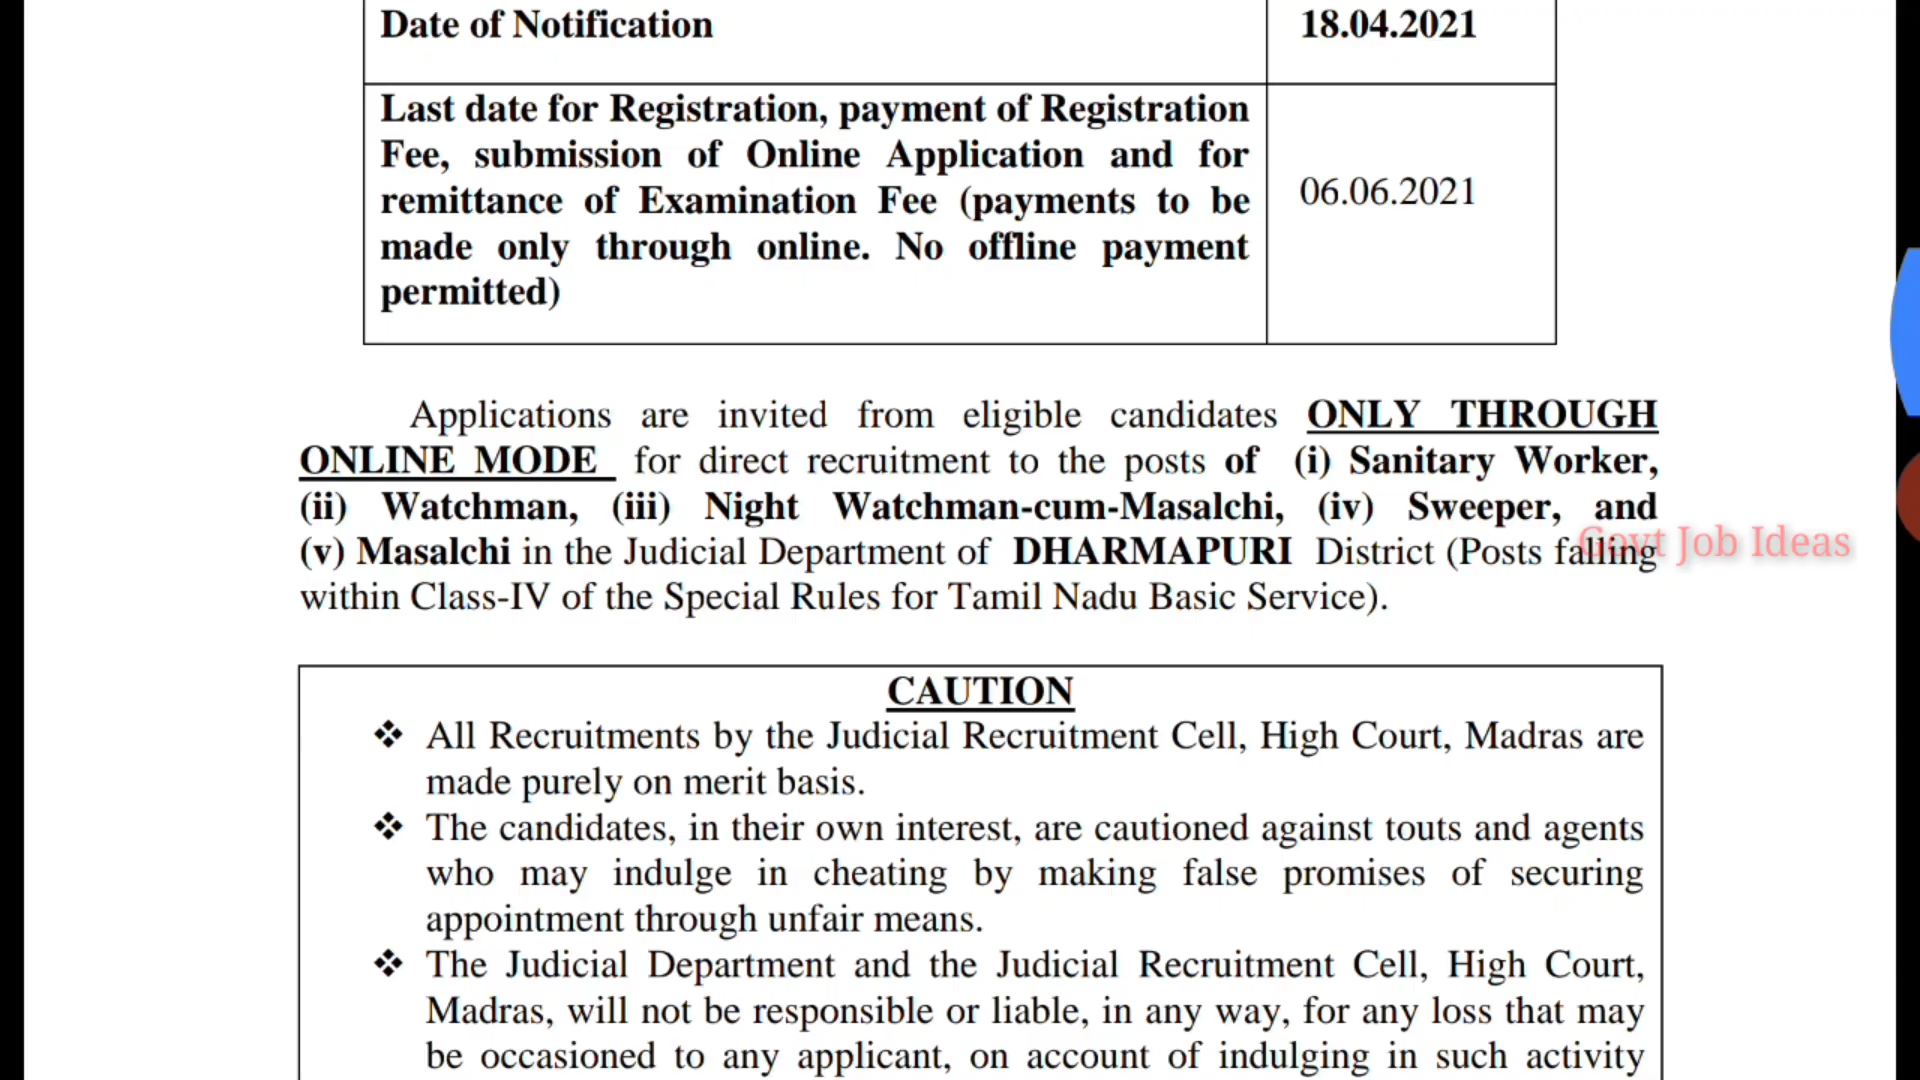 Date of Notification 18.04.2021
Last date for Registration, payment of Registration
Fee, submission of Online Application and for
remittance of Examination Fee (payments to be
made only through online. No offline payment
permitted)
06.06.2021
Applications are invited from eligible candidates ONLY THROUGH
ONLINE MODE for direct recruitment to the posts of (i) Sanitary Worker,
(ii) Watchman, (iii) Night Watchman-cum-Masalchi, (iv) Sweeper, and
(v) Masalchi in the Judicial Department of DHARMAPURI District (Posts falling
Govt Job Ideas
within Class-IV of the Special Rules for Tamil Nadu Basic Service).
CAUTION
❖ All Recruitments by the Judicial Recruitment Cell, High Court, Madras are
made purely on merit basis.
❖ The candidates, in their own interest, are cautioned against touts and agents
who may indulge in cheating by making false promises of securing
appointment through unfair means.
❖ The Judicial Department and the Judicial Recruitment Cell, High Court,
Madras, will not be responsible or liable, in any way, for any loss that may
be occasioned to any applicant, on account of indulging in such activity